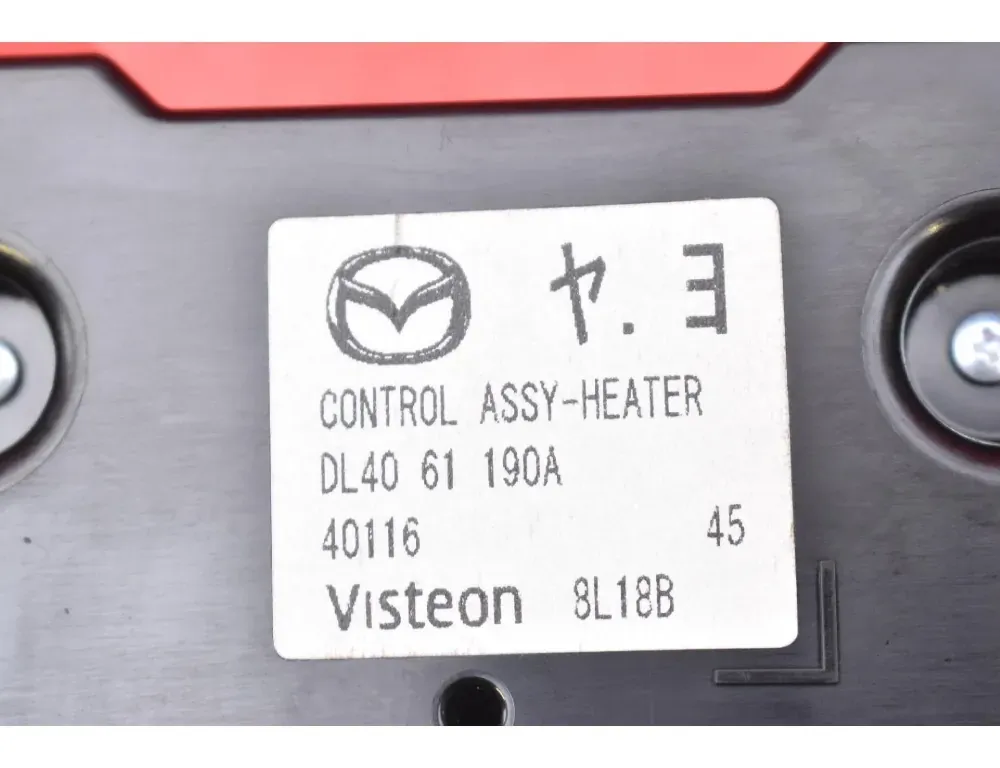 ヤ.ヨ
CONTROL ASSY-HEATER
DL40 61 190A
40116 45
Visteon 8L18B